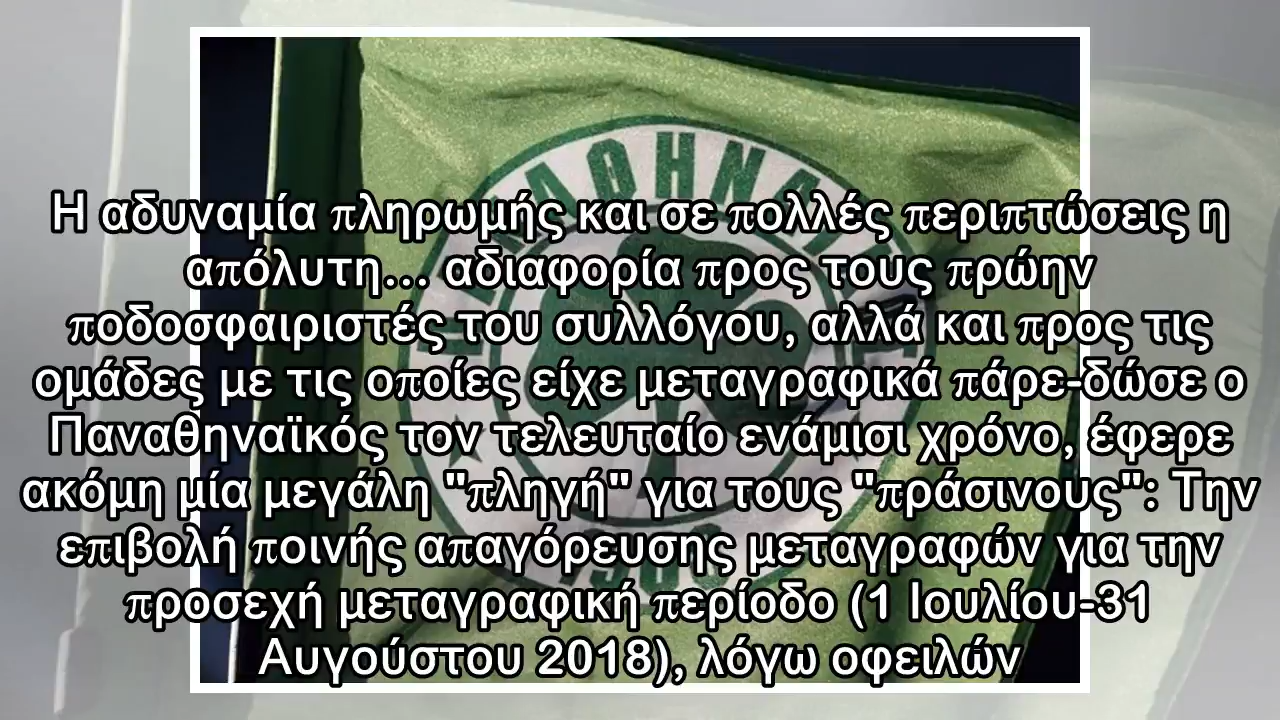 Η αδυναμία πληρωμής και σε πολλές περιπτώσεις η
απόλυτη... αδιαφορία προς τους πρώην
ποδοσφαιριστές του συλλόγου, αλλά και προς τις
ομάδες με τις οποίες είχε μεταγραφικά πάρε-δώσε ο
Παναθηναϊκός τον τελευταίο ενάμισι χρόνο, έφερε
ακόμη μία μεγάλη "πληγή" για τους "πράσινους": Την
επιβολή ποινής απαγόρευσης μεταγραφών για την
προσεχή μεταγραφική περίοδο (1 Ιουλίου-31
Αυγούστου 2018), λόγω οφειλών